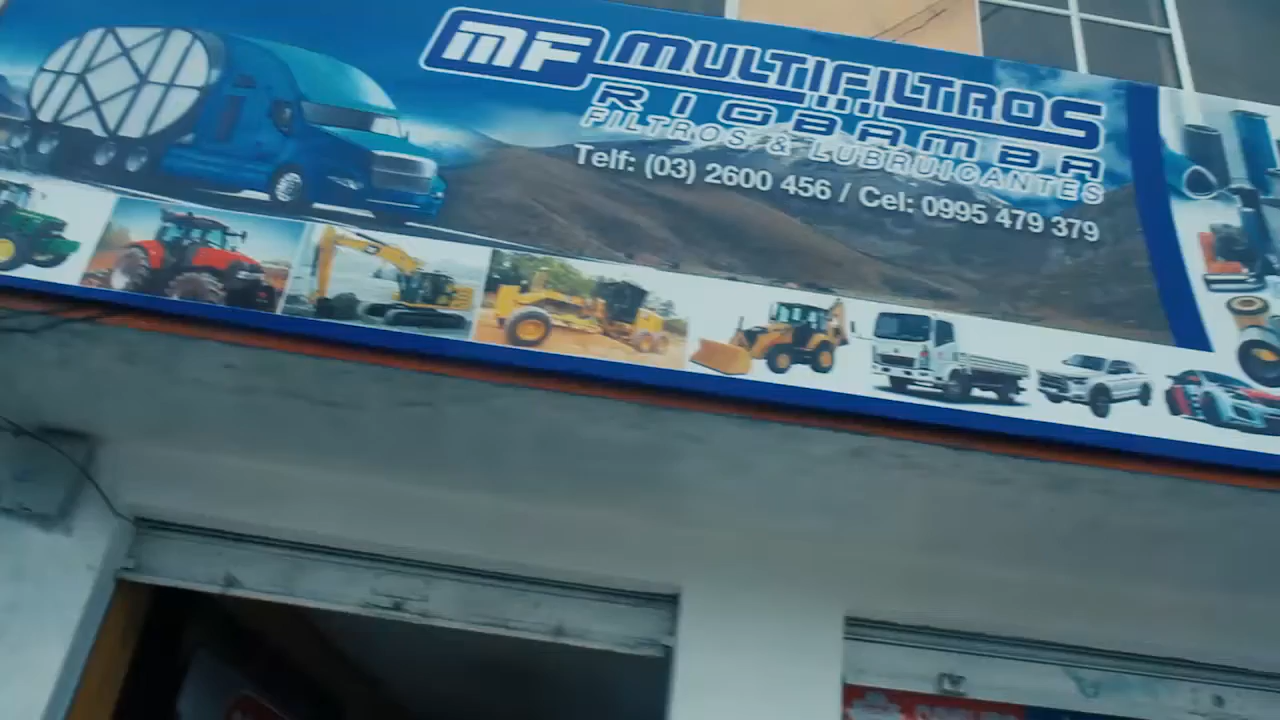 MF MULTIFILTROS
RIOBAMBA
FILTROS & LUBRUICANTES
Telf: (03) 2600 456 / Cel: 0995 479 379